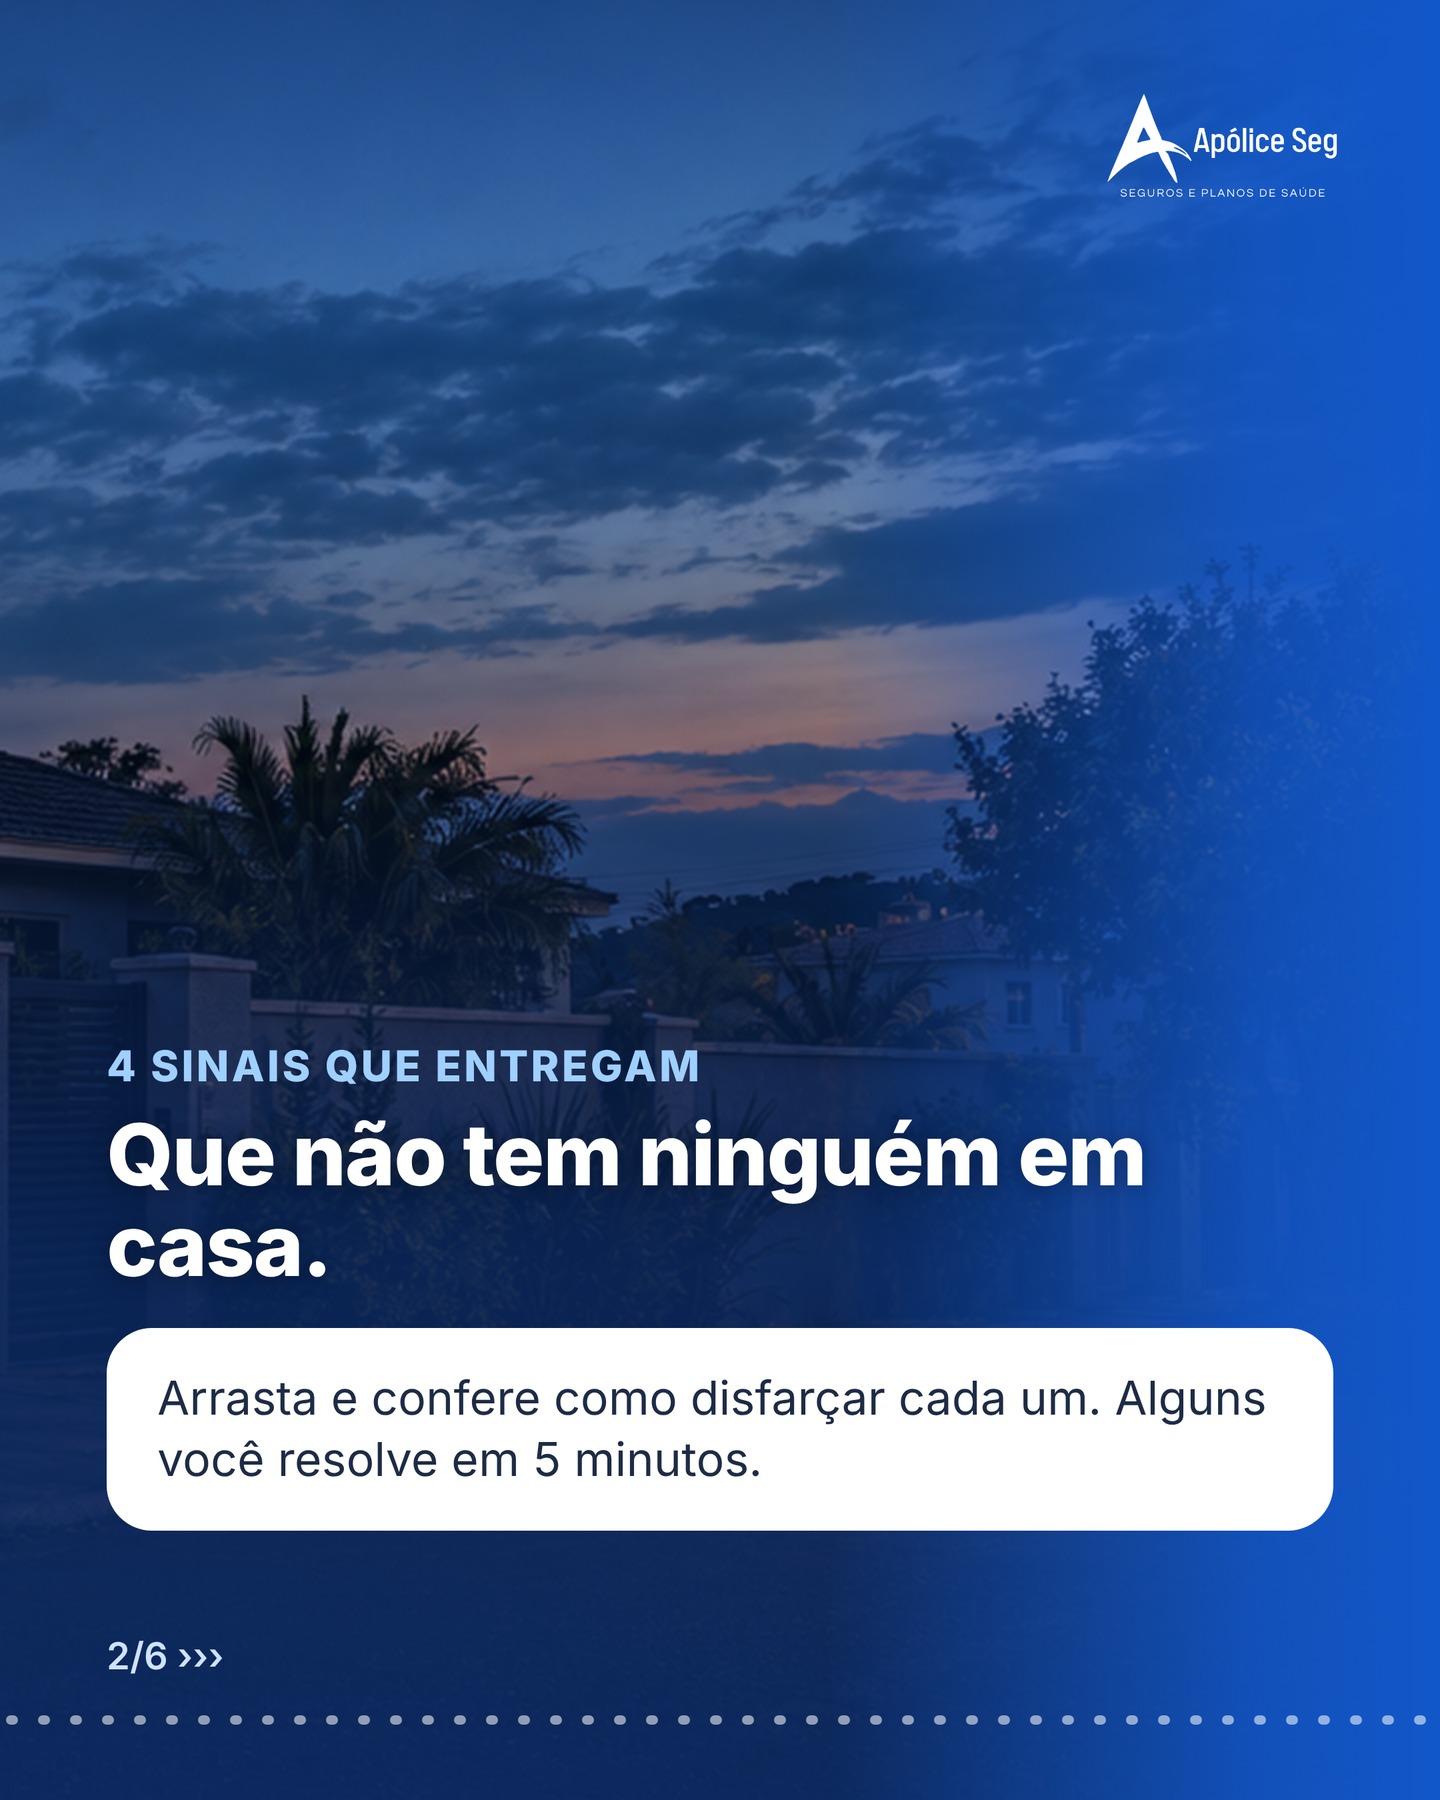 Apólice Seg
SEGUROS E PLANOS DE SAÚDE
4 SINAIS QUE ENTREGAM
Que não tem ninguém em
casa.
Arrasta e confere como disfarçar cada um. Alguns
você resolve em 5 minutos.
2/6 ›››